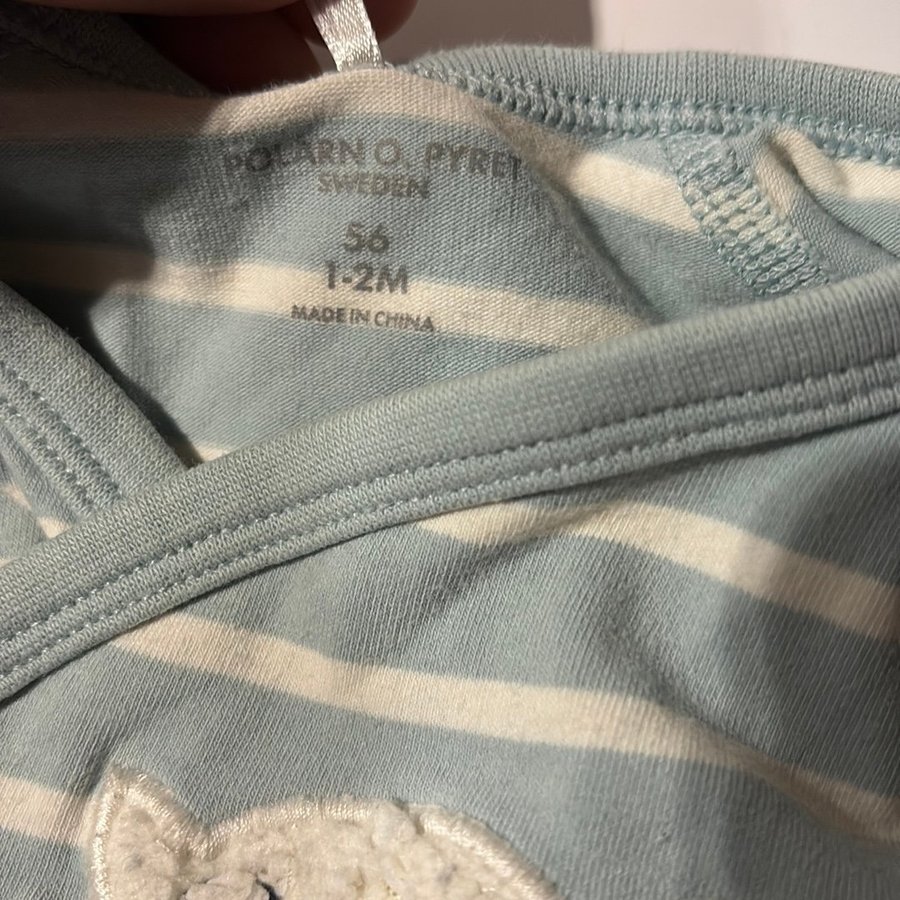 POLARN O. PYRET
SWEDEN
56
1-2M
MADE IN CHINA